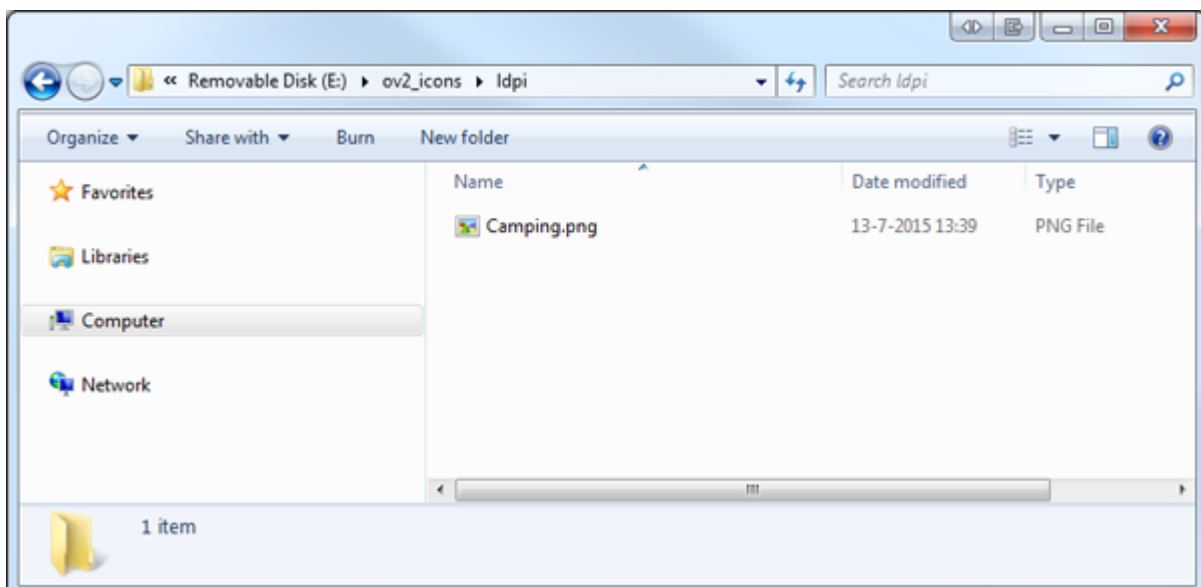 « Removable Disk (E:) ▸ ov2_icons ▸ ldpi
Search ldpi
Organize ▾ Share with ▾ Burn New folder
Name Date modified Type
Favorites
Camping.png 13-7-2015 13:39 PNG File
Libraries
Computer
Network
1 item